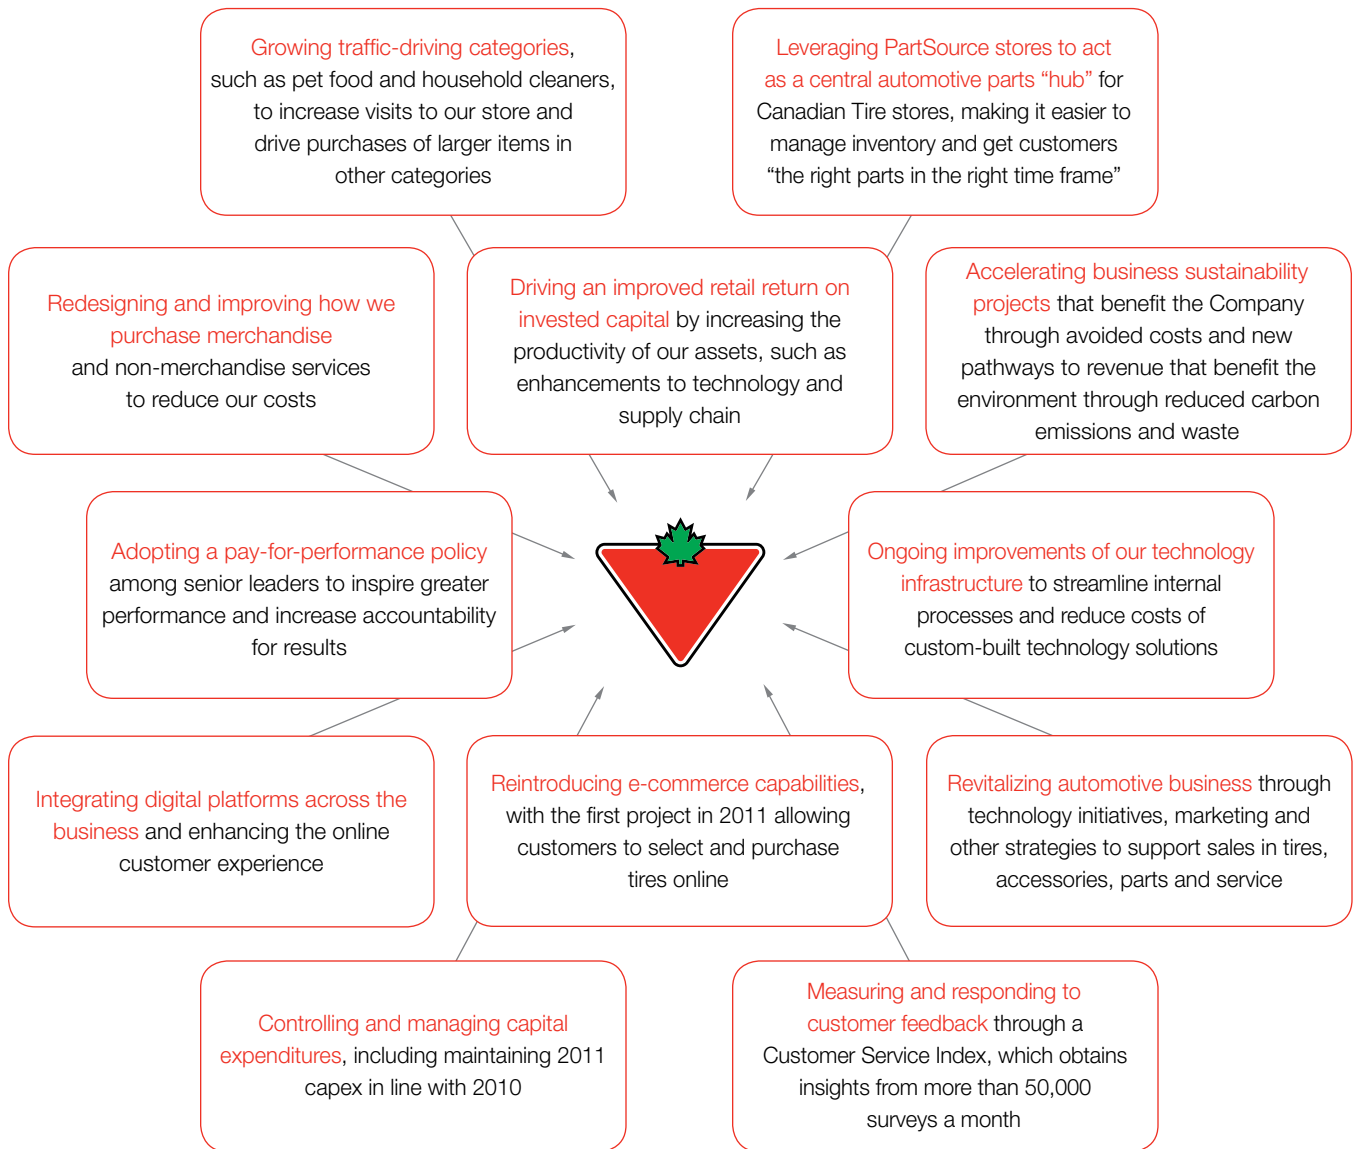 Growing traffic-driving categories,
such as pet food and household cleaners,
to increase visits to our store and
drive purchases of larger items in
other categories
Leveraging PartSource stores to act
as a central automotive parts “hub” for
Canadian Tire stores, making it easier to
manage inventory and get customers
“the right parts in the right time frame”
Redesigning and improving how we
purchase merchandise
and non-merchandise services
to reduce our costs
Driving an improved retail return on
invested capital by increasing the
productivity of our assets, such as
enhancements to technology and
supply chain
Accelerating business sustainability
projects that benefit the Company
through avoided costs and new
pathways to revenue that benefit the
environment through reduced carbon
emissions and waste
Adopting a pay-for-performance policy
among senior leaders to inspire greater
performance and increase accountability
for results
Ongoing improvements of our technology
infrastructure to streamline internal
processes and reduce costs of
custom-built technology solutions
Integrating digital platforms across the
business and enhancing the online
customer experience
Reintroducing e-commerce capabilities,
with the first project in 2011 allowing
customers to select and purchase
tires online
Revitalizing automotive business through
technology initiatives, marketing and
other strategies to support sales in tires,
accessories, parts and service
Controlling and managing capital
expenditures, including maintaining 2011
capex in line with 2010
Measuring and responding to
customer feedback through a
Customer Service Index, which obtains
insights from more than 50,000
surveys a month